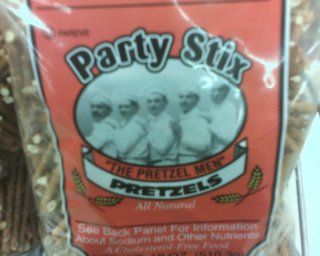 PAREVE
Party Stix
"THE PRETZEL MEN"
PRETZELS
All Natural
See Back Panel For Information
About Sodium and Other Nutrients
A Cholesterol-Free Food